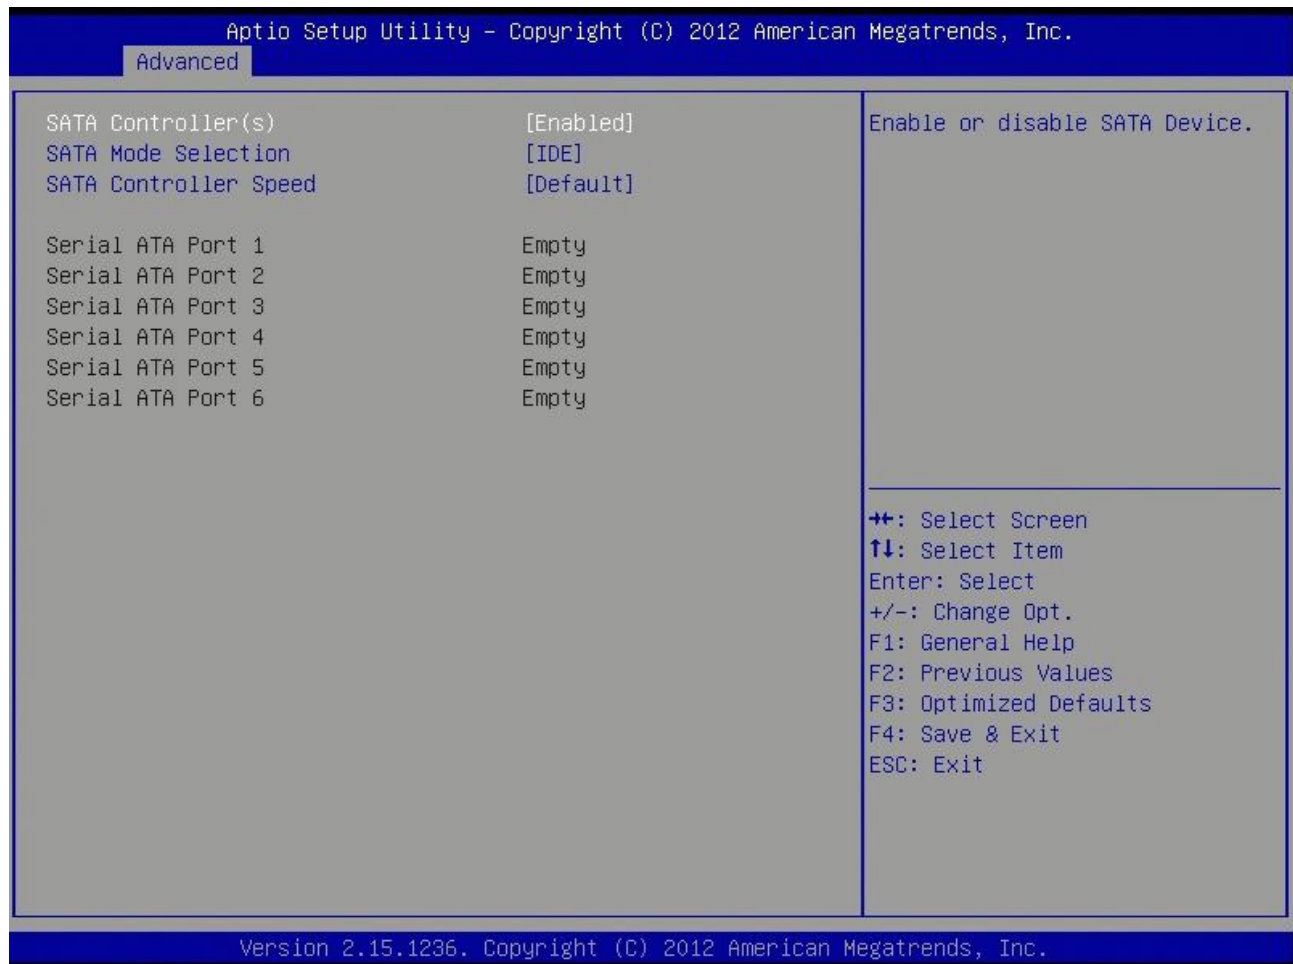 Aptio Setup Utility – Copyright (C) 2012 American Megatrends, Inc.
Advanced
SATA Controller(s) [Enabled]
SATA Mode Selection [IDE]
SATA Controller Speed [Default]
Serial ATA Port 1 Empty
Serial ATA Port 2 Empty
Serial ATA Port 3 Empty
Serial ATA Port 4 Empty
Serial ATA Port 5 Empty
Serial ATA Port 6 Empty
Enable or disable SATA Device.
→←: Select Screen
↑↓: Select Item
Enter: Select
+/-: Change Opt.
F1: General Help
F2: Previous Values
F3: Optimized Defaults
F4: Save & Exit
ESC: Exit
Version 2.15.1236. Copyright (C) 2012 American Megatrends, Inc.